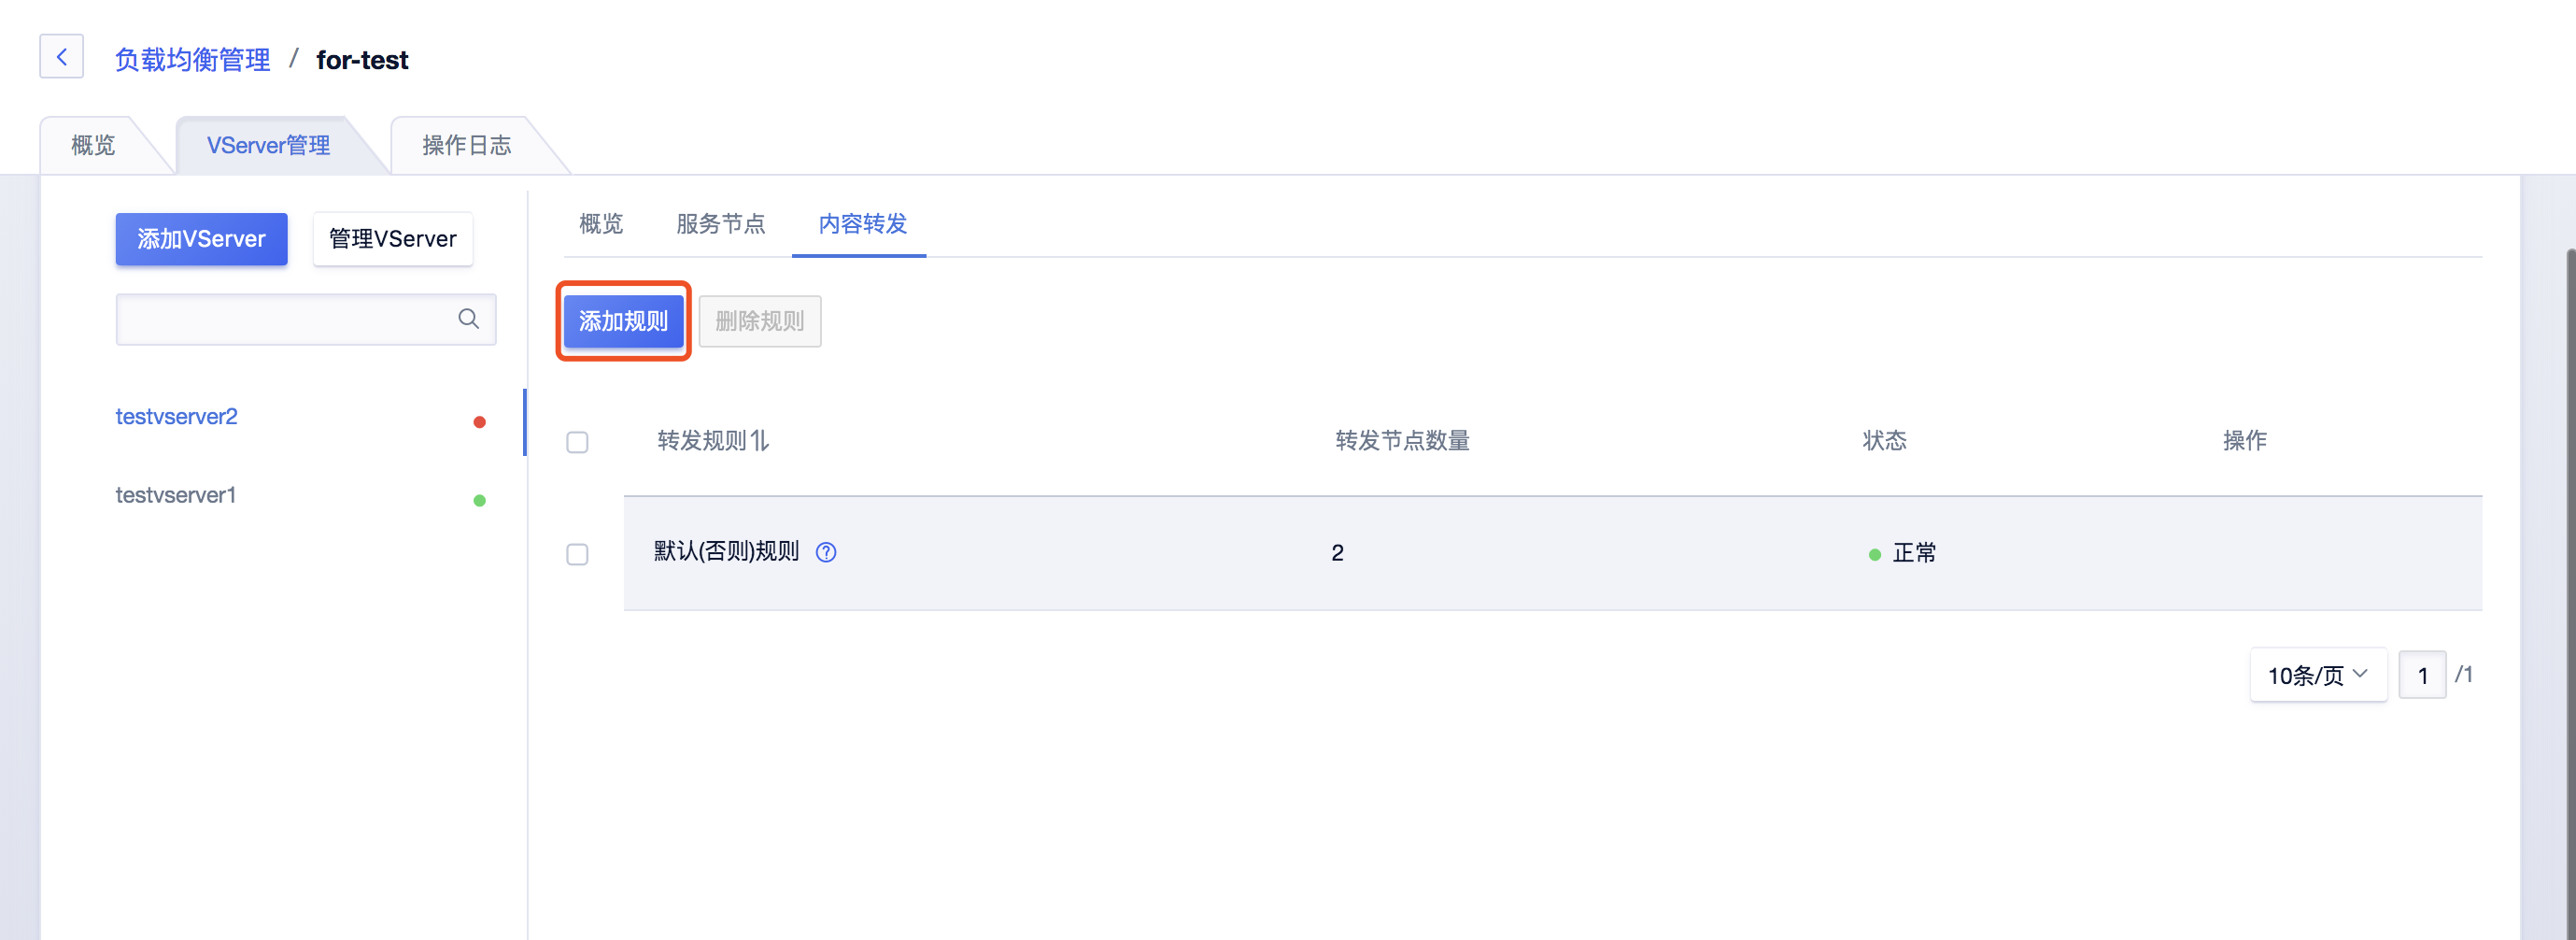 负载均衡管理 / for-test
概览 VServer管理 操作日志
添加VServer 管理VServer
testvserver2
testvserver1
概览 服务节点 内容转发
添加规则 删除规则
转发规则 转发节点数量 状态 操作
默认(否则)规则 2 正常
10条/页 1 /1